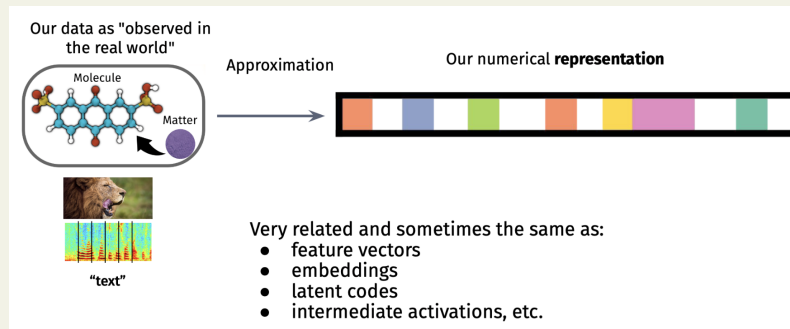 Our data as "observed in
the real world"
Molecule
Matter
“text”
Approximation
Our numerical representation
Very related and sometimes the same as:
● feature vectors
● embeddings
● latent codes
● intermediate activations, etc.